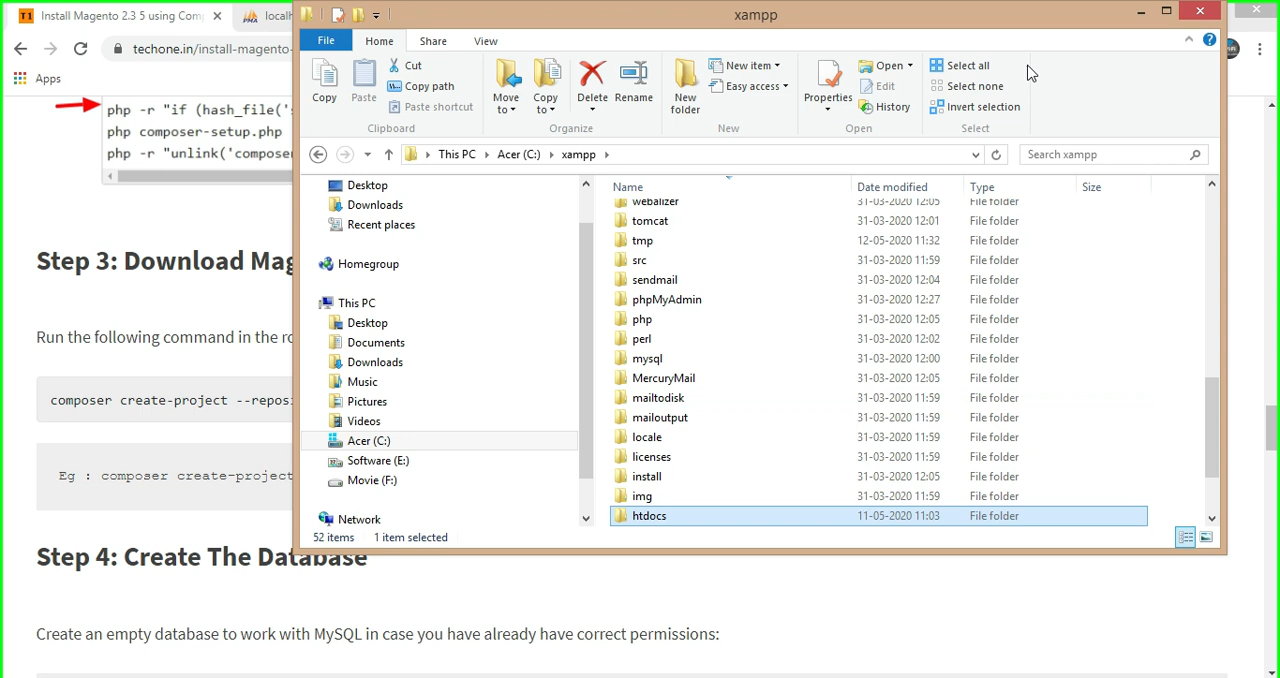 Install Magento 2.3 5 using Comp
localh
xampp
techone.in/install-magento-
Apps
File
Home
Share
View
Copy
Paste
Cut
Copy path
Paste shortcut
Clipboard
Move to
Copy to
Delete
Rename
Organize
New folder
New item
Easy access
New
Properties
Open
Edit
History
Open
Select all
Select none
Invert selection
Select
This PC
Acer (C:)
xampp
Search xampp
php -r "if (hash_file('s
php composer-setup.php
php -r "unlink('compose
Step 3: Download Mag
Run the following command in the ro
composer create-project --reposi
Eg : composer create-project
Step 4: Create The Database
Create an empty database to work with MySQL in case you have already have correct permissions:
Desktop
Downloads
Recent places
Homegroup
This PC
Desktop
Documents
Downloads
Music
Pictures
Videos
Acer (C:)
Software (E:)
Movie (F:)
Network
Name Date modified Type Size
webalizer 31-03-2020 12:05 File folder
tomcat 31-03-2020 12:01 File folder
tmp 12-05-2020 11:32 File folder
src 31-03-2020 11:59 File folder
sendmail 31-03-2020 12:04 File folder
phpMyAdmin 31-03-2020 12:27 File folder
php 31-03-2020 12:05 File folder
perl 31-03-2020 12:02 File folder
mysql 31-03-2020 12:00 File folder
MercuryMail 31-03-2020 12:05 File folder
mailtodisk 31-03-2020 11:59 File folder
mailoutput 31-03-2020 11:59 File folder
locale 31-03-2020 11:59 File folder
licenses 31-03-2020 11:59 File folder
install 31-03-2020 12:05 File folder
img 31-03-2020 11:59 File folder
htdocs 11-05-2020 11:03 File folder
52 items 1 item selected